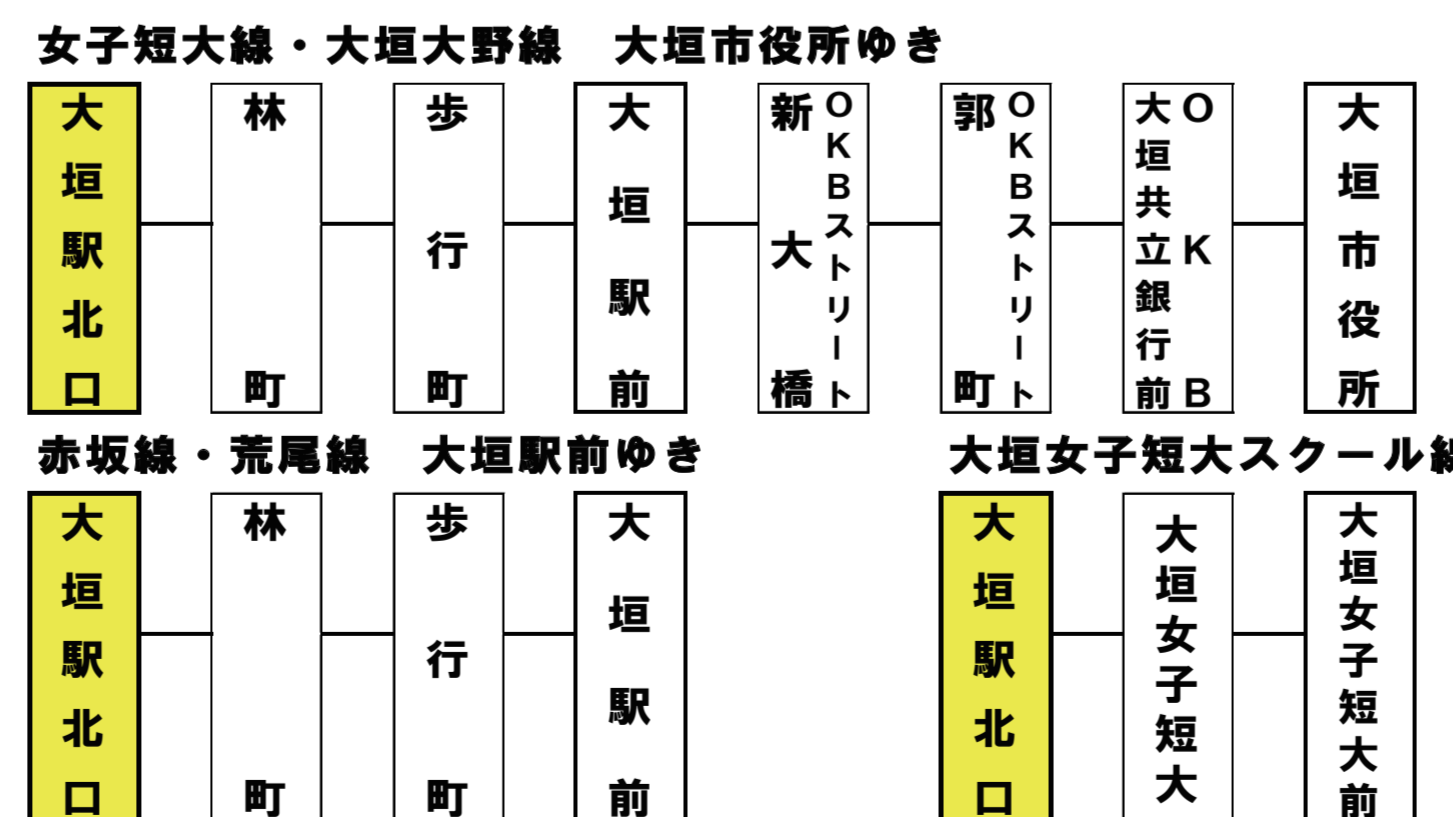 女子短大線・大垣大野線　大垣市役所ゆき
大垣駅北口
林町
歩行町
大垣駅前
OKBストリート
新大橋
OKBストリート
郭町
OKB
大垣共立銀行前
大垣市役所
赤坂線・荒尾線　大垣駅前ゆき
大垣駅北口
林町
歩行町
大垣駅前
大垣女子短大スクール線
大垣駅北口
大垣女子短大
大垣女子短大前